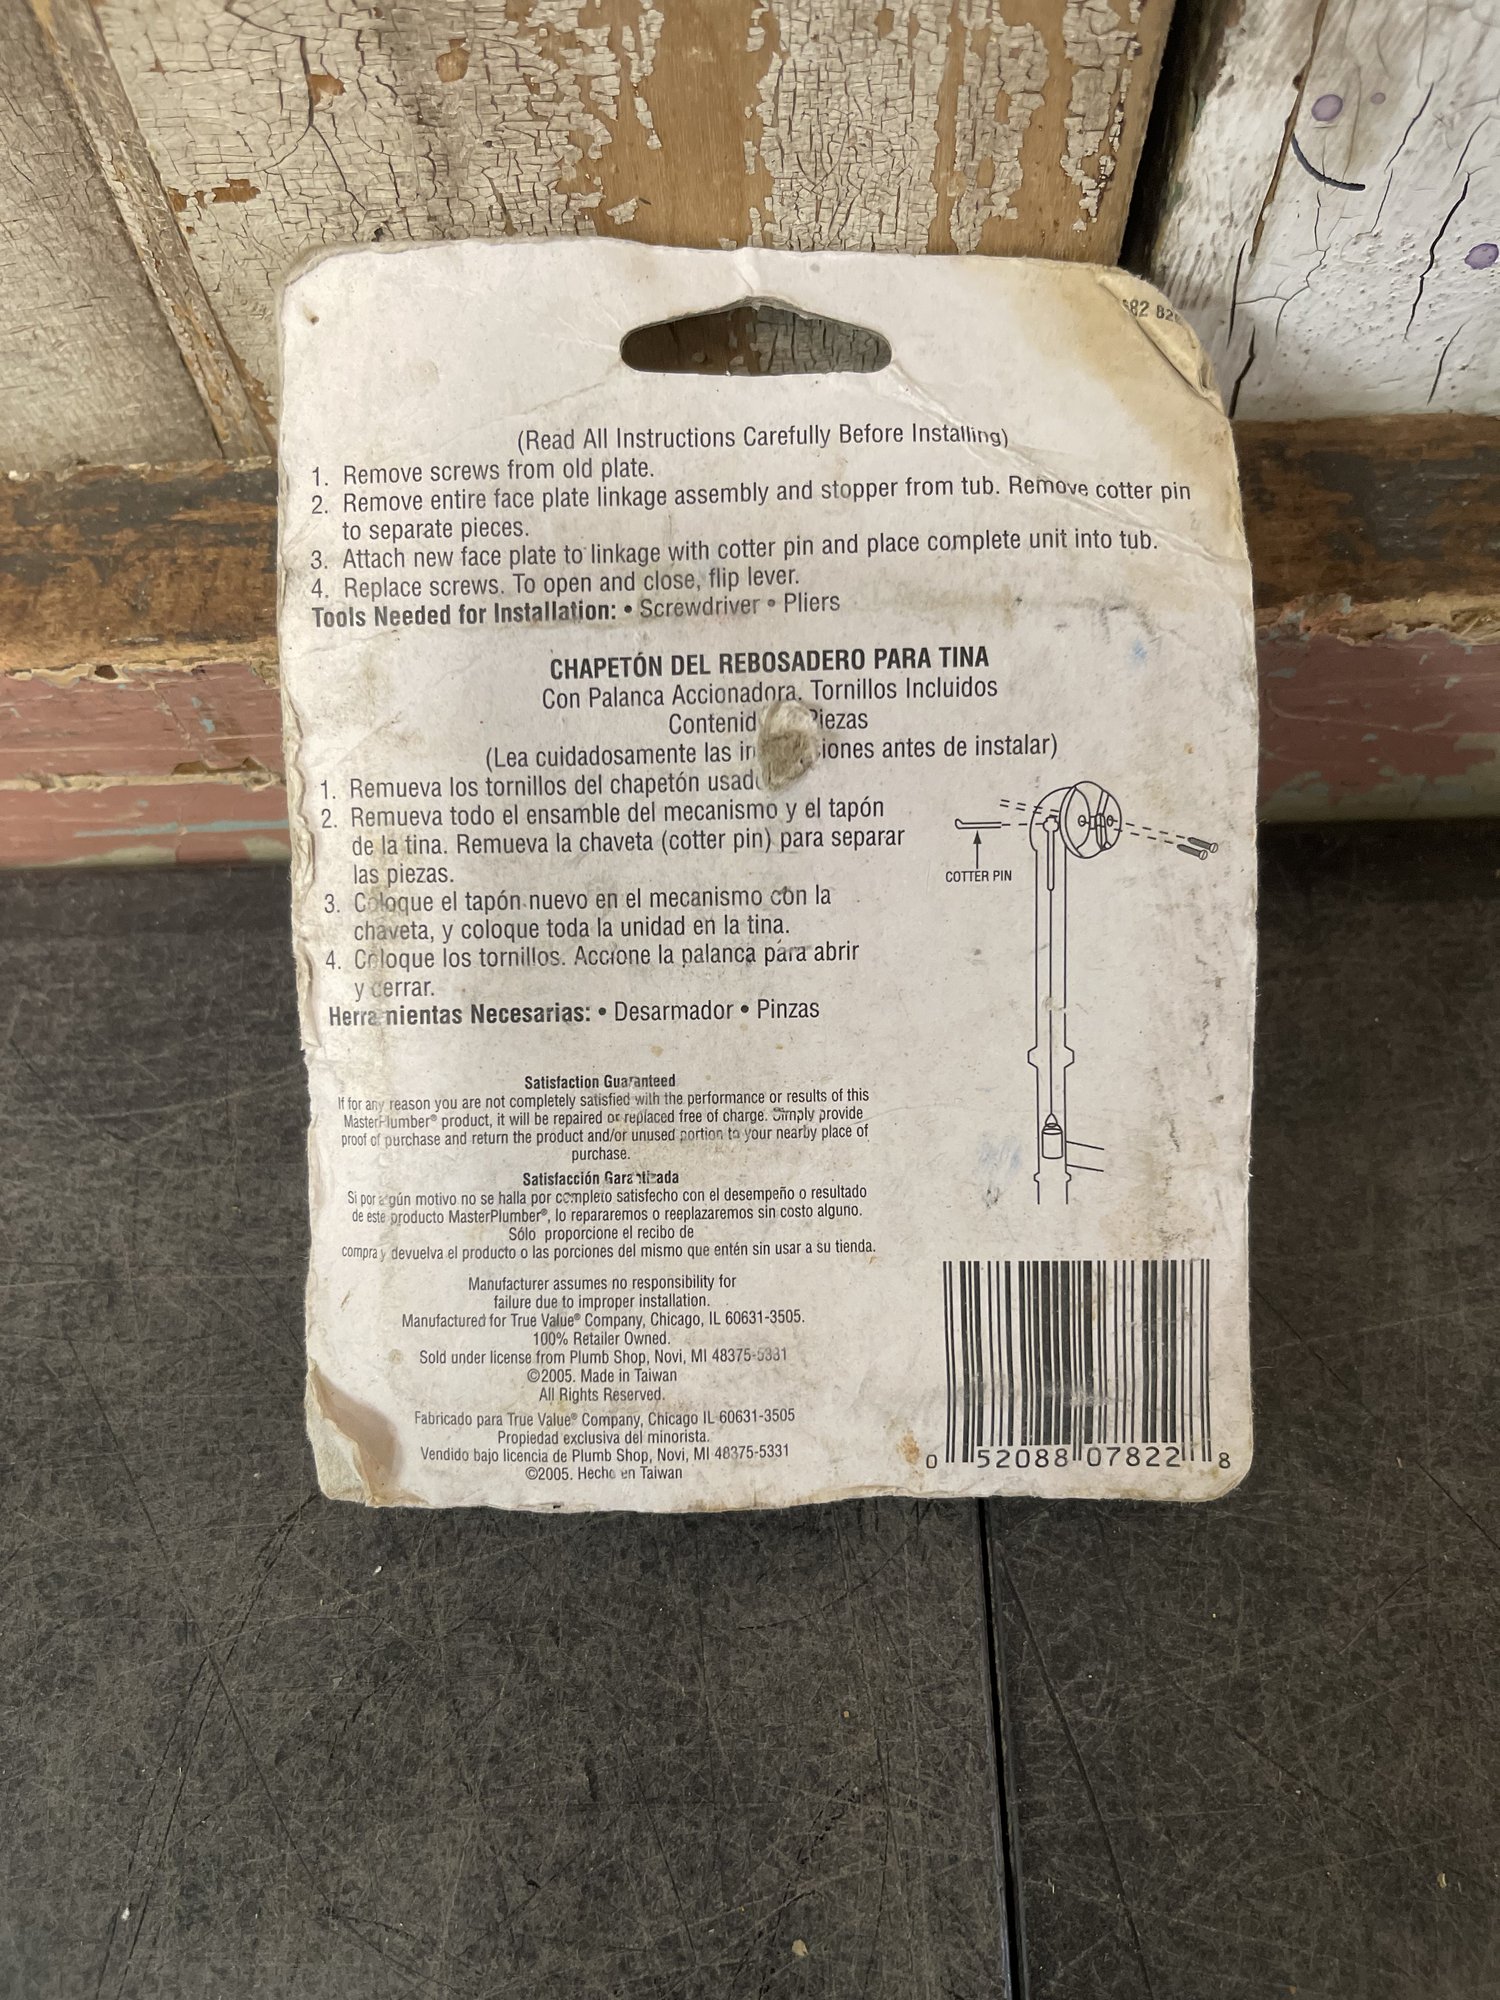 (Read All Instructions Carefully Before Installing)
1. Remove screws from old plate.
2. Remove entire face plate linkage assembly and stopper from tub. Remove cotter pin
to separate pieces.
3. Attach new face plate to linkage with cotter pin and place complete unit into tub.
4. Replace screws. To open and close, flip lever.
Tools Needed for Installation: • Screwdriver • Pliers
CHAPETÓN DEL REBOSADERO PARA TINA
Con Palanca Accionadora. Tornillos Incluidos
Piezas
(Lea cuidadosamente las antes de instalar)
1. Remueva los tornillos del chapetón
2. Remueva todo el ensamble del mecanismo y el tapón
de la tina. Remueva la chaveta (cotter pin) para separar
las piezas.
3. Coloque el tapón nuevo en el mecanismo con la
chaveta, y coloque toda la unidad en la tina.
4. Coloque los tornillos. Accione la palanca para abrir
y cerrar.
Herramientas Necesarias: • Desarmador • Pinzas
COTTER PIN
Satisfaction Guaranteed
If for any reason you are not completely satisfied with the performance or results of this
MasterPlumber® product, it will be repaired or replaced free of charge. Simply provide
proof of purchase and return the product and/or unused portion to your nearby place of
purchase.
Satisfacción Garantizada
Si por algún motivo no se halla por completo satisfecho con el desempeño o resultado
de este producto MasterPlumber®, lo repararemos o reeplazaremos sin costo alguno.
Sólo proporcione el recibo de
compra y devuelva el producto o las porciones del mismo que entén sin usar a su tienda.
Manufacturer assumes no responsibility for
failure due to improper installation.
Manufactured for True Value® Company, Chicago, IL 60631-3505.
100% Retailer Owned.
Sold under license from Plumb Shop, Novi, MI 48375-5331
©2005. Made in Taiwan
All Rights Reserved.
Fabricado para True Value® Company, Chicago IL 60631-3505
Propiedad exclusiva del minorista.
Vendido bajo licencia de Plumb Shop, Novi, MI 48375-5331
©2005. Hecho en Taiwan
0 52088 07822 8